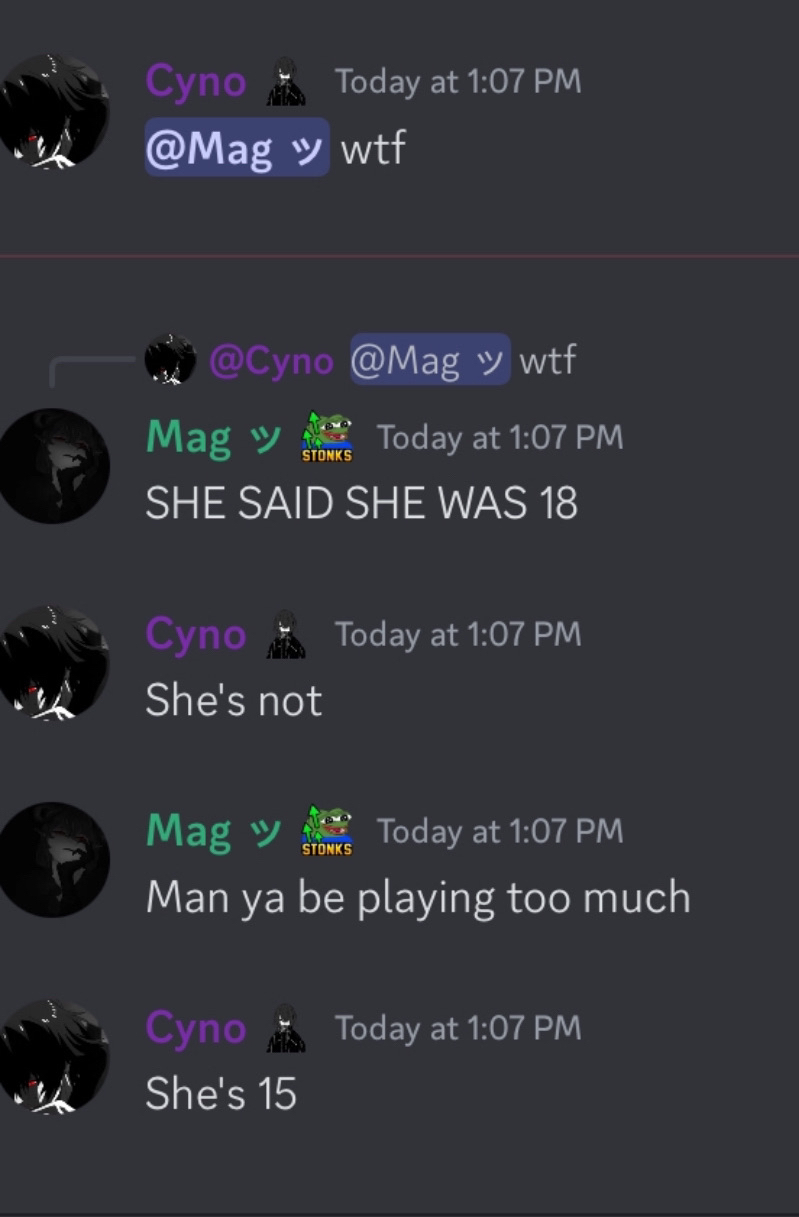 Cyno Today at 1:07 PM
@Mag ツ wtf
@Cyno @Mag ツ wtf
Mag ツ STONKS Today at 1:07 PM
SHE SAID SHE WAS 18
Cyno Today at 1:07 PM
She's not
Mag ツ STONKS Today at 1:07 PM
Man ya be playing too much
Cyno Today at 1:07 PM
She's 15